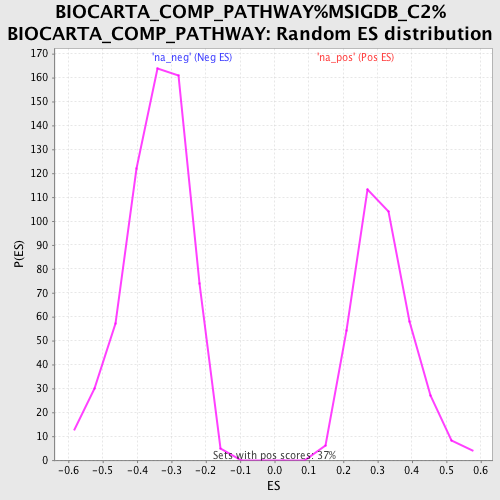 BIOCARTA_COMP_PATHWAY%MSIGDB_C2%
BIOCARTA_COMP_PATHWAY: Random ES distribution
'na_neg' (Neg ES) 'na_pos' (Pos ES)
170
160
150
140
130
120
110
100
90
80
70
60
50
40
30
20
10
0
P(ES)
Sets with pos scores: 37%
-0.6 -0.5 -0.4 -0.3 -0.2 -0.1 0.0 0.1 0.2 0.3 0.4 0.5 0.6
ES